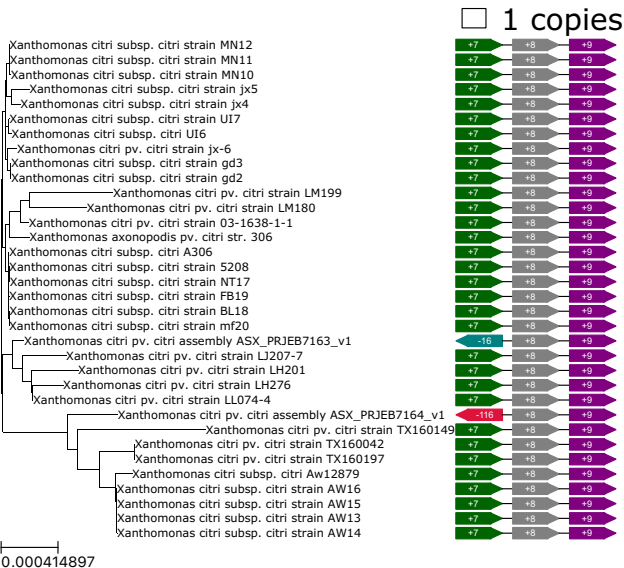 1 copies
Xanthomonas citri subsp. citri strain MN12 +7 +8 +9
Xanthomonas citri subsp. citri strain MN11 +7 +8 +9
Xanthomonas citri subsp. citri strain MN10 +7 +8 +9
Xanthomonas citri subsp. citri strain jx5 +7 +8 +9
Xanthomonas citri subsp. citri strain jx4 +7 +8 +9
Xanthomonas citri subsp. citri strain UI7 +7 +8 +9
Xanthomonas citri subsp. citri UI6 +7 +8 +9
Xanthomonas citri pv. citri strain jx-6 +7 +8 +9
Xanthomonas citri subsp. citri strain gd3 +7 +8 +9
Xanthomonas citri subsp. citri strain gd2 +7 +8 +9
Xanthomonas citri pv. citri strain LM199 +7 +8 +9
Xanthomonas citri pv. citri strain LM180 +7 +8 +9
Xanthomonas citri pv. citri strain 03-1638-1-1 +7 +8 +9
Xanthomonas axonopodis pv. citri str. 306 +7 +8 +9
Xanthomonas citri subsp. citri A306 +7 +8 +9
Xanthomonas citri subsp. citri strain 5208 +7 +8 +9
Xanthomonas citri subsp. citri strain NT17 +7 +8 +9
Xanthomonas citri subsp. citri strain FB19 +7 +8 +9
Xanthomonas citri subsp. citri strain BL18 +7 +8 +9
Xanthomonas citri subsp. citri strain mf20 +7 +8 +9
Xanthomonas citri pv. citri assembly ASX_PRJEB7163_v1 -16 +8 +9
Xanthomonas citri pv. citri strain LJ207-7 +7 +8 +9
Xanthomonas citri pv. citri strain LH201 +7 +8 +9
Xanthomonas citri pv. citri strain LH276 +7 +8 +9
Xanthomonas citri pv. citri strain LL074-4 +7 +8 +9
Xanthomonas citri pv. citri assembly ASX_PRJEB7164_v1 -116 +8 +9
Xanthomonas citri pv. citri strain TX160149 +7 +8 +9
Xanthomonas citri pv. citri strain TX160042 +7 +8 +9
Xanthomonas citri pv. citri strain TX160197 +7 +8 +9
Xanthomonas citri subsp. citri Aw12879 +7 +8 +9
Xanthomonas citri subsp. citri strain AW16 +7 +8 +9
Xanthomonas citri subsp. citri strain AW15 +7 +8 +9
Xanthomonas citri subsp. citri strain AW13 +7 +8 +9
Xanthomonas citri subsp. citri strain AW14 +7 +8 +9
0.000414897